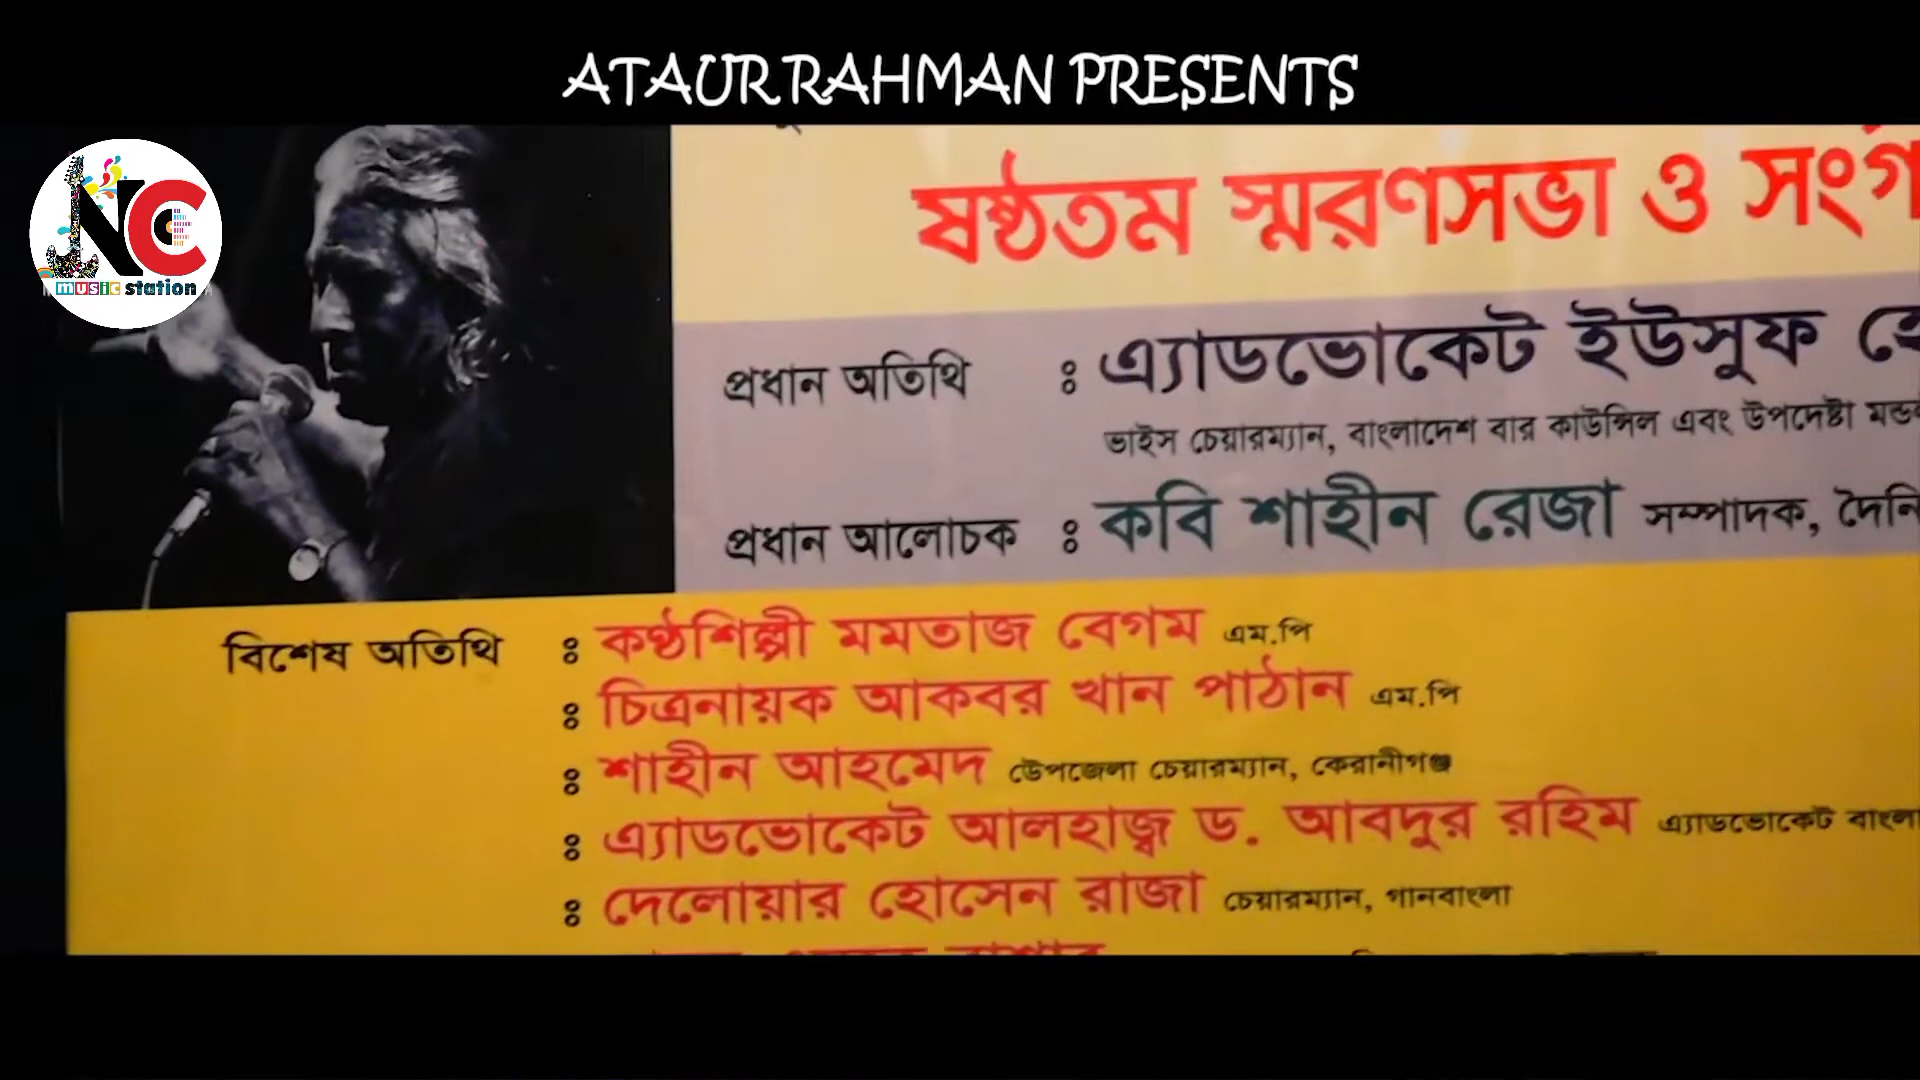 ATAUR RAHMAN PRESENTS
NC
music station
ষষ্ঠতম স্মরণসভা ও
প্রধান অতিথি : এ্যাডভোকেট ইউসুফ
ভাইস চেয়ারম্যান, বাংলাদেশ বার কাউন্সিল এবং উপদেষ্টা
প্রধান আলোচক : কবি শাহীন রেজা সম্পাদক,
বিশেষ অতিথি : কণ্ঠশিল্পী মমতাজ বেগম এম.পি
: চিত্রনায়ক আকবর খান পাঠান এম.পি
: শাহীন আহমেদ উেপজেলা চেয়ারম্যান, কেরানীগঞ্জ
: এ্যাডভোকেট আলহাজ্ব ড. আবদুর রহিম এ্যাডভোকেট
: দেলোয়ার হোসেন রাজা চেয়ারম্যান, গানবাংলা